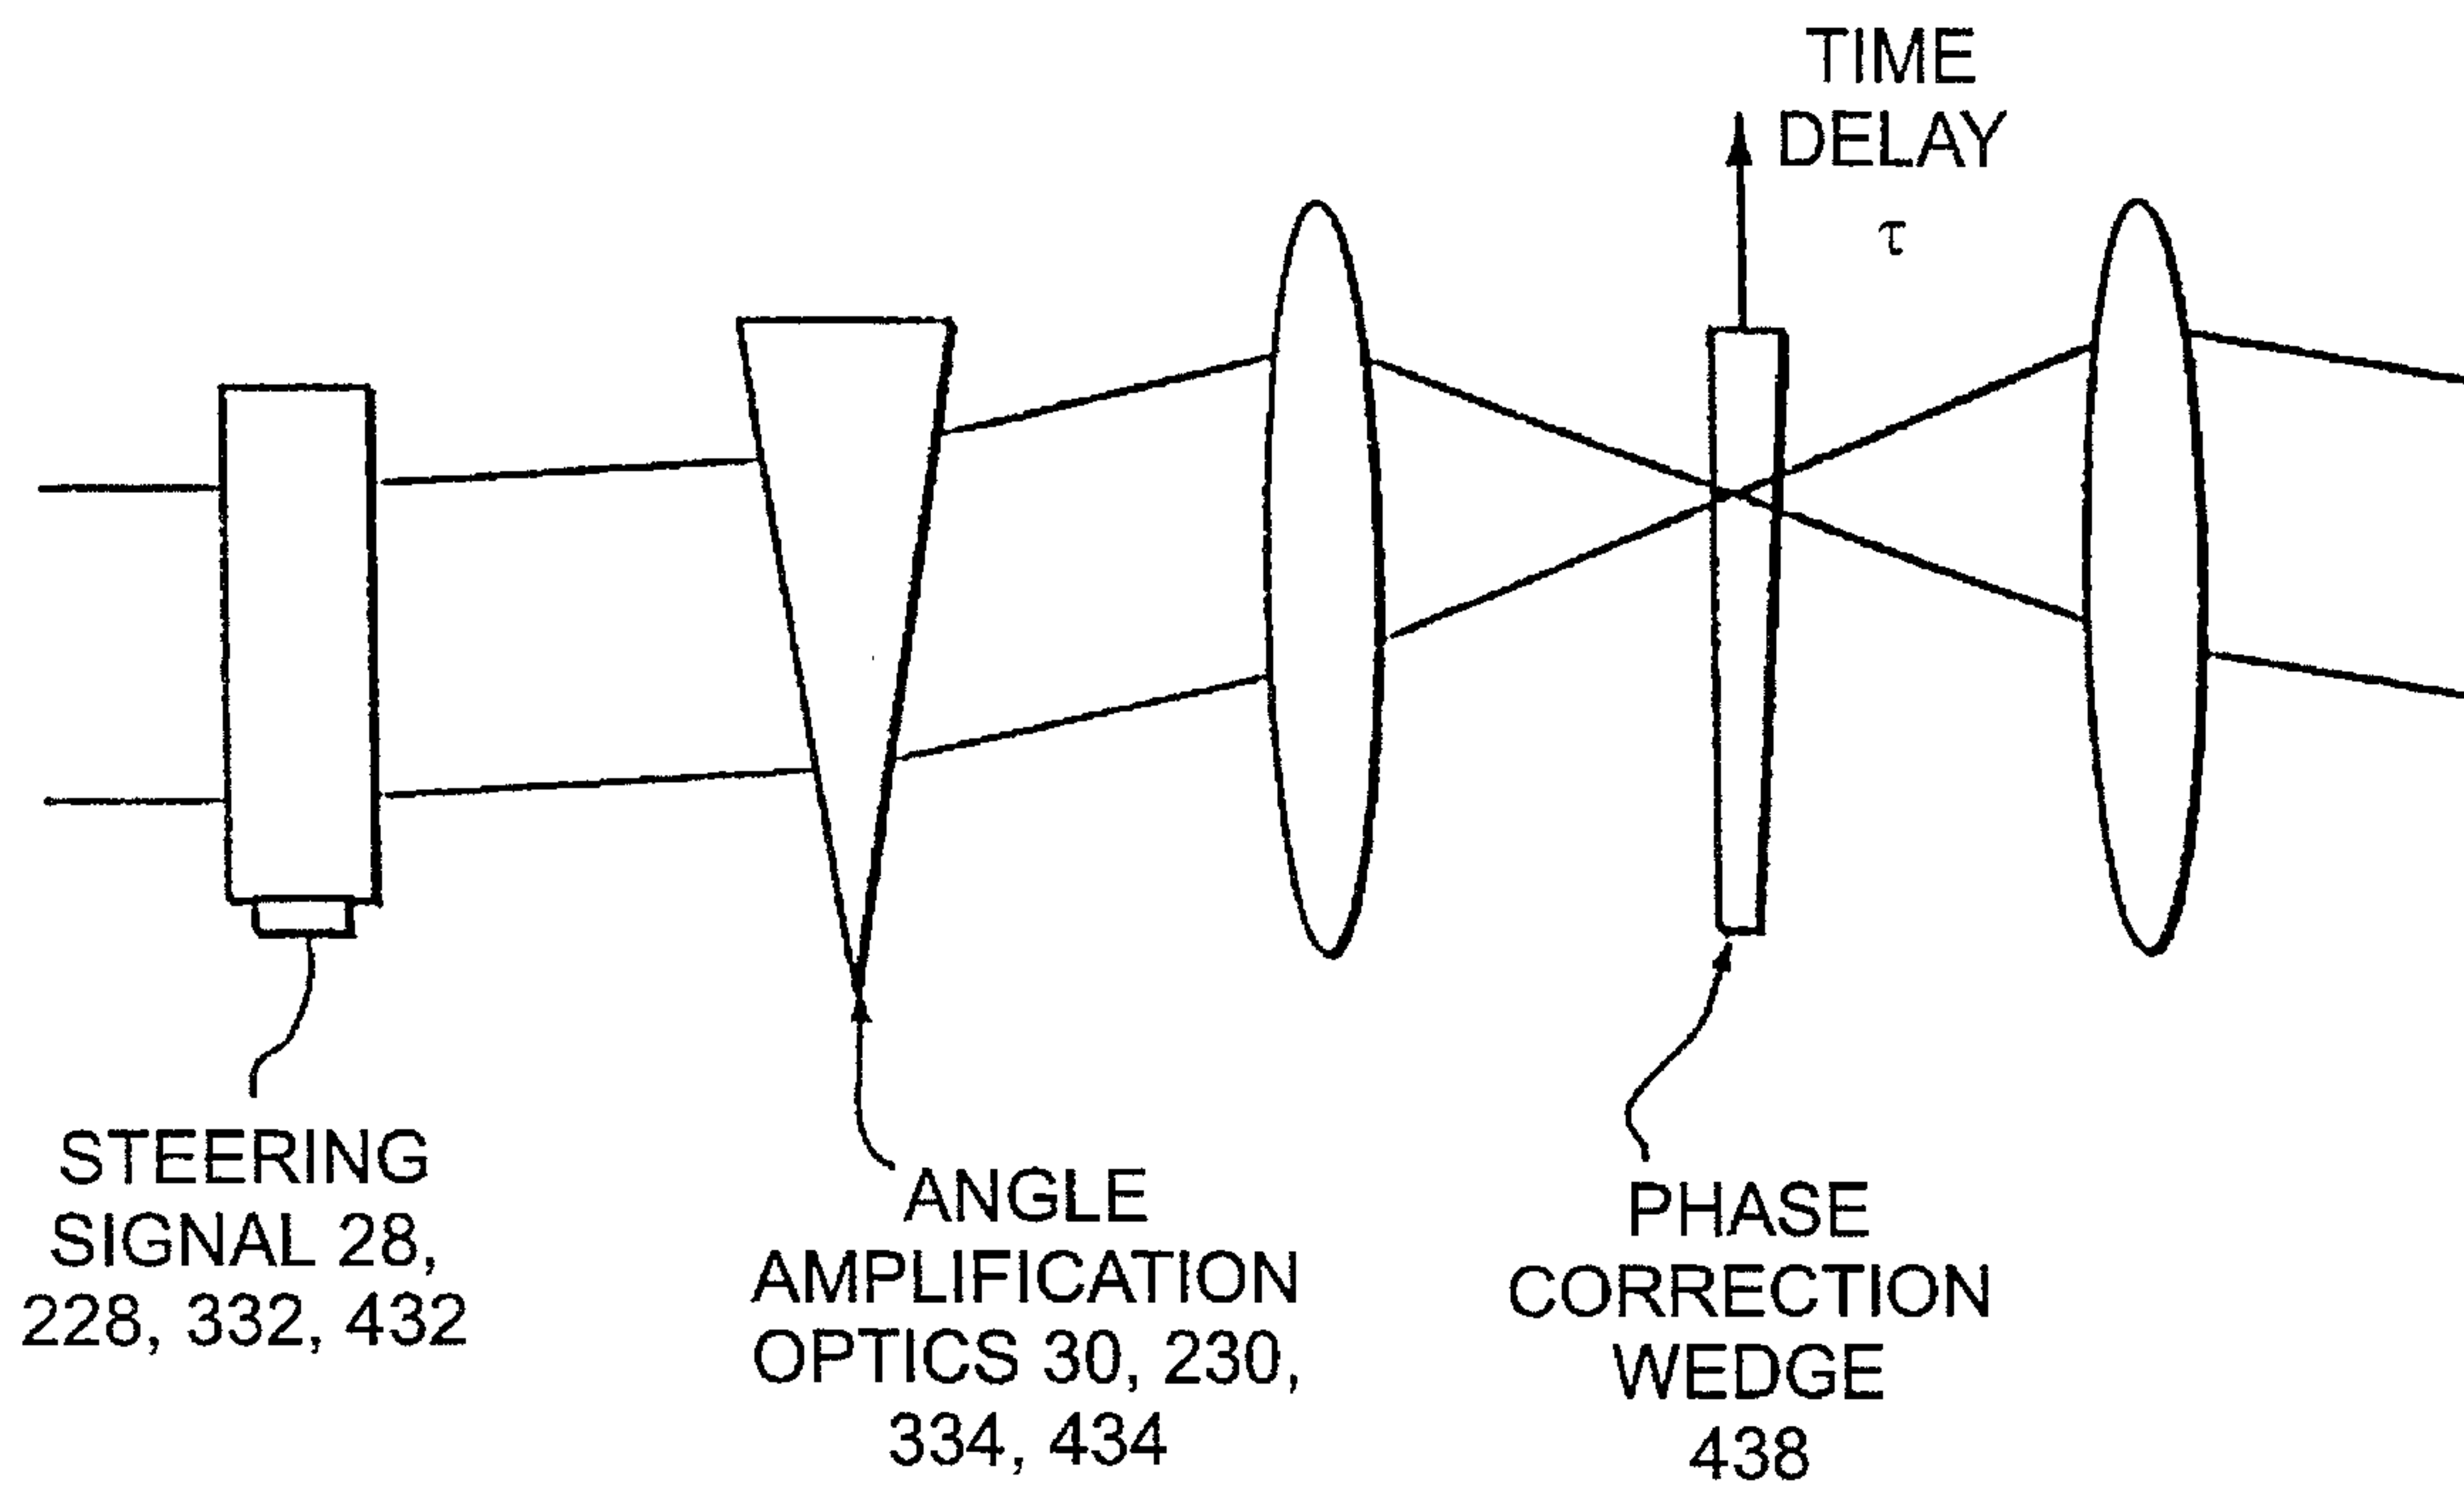 TIME
DELAY
τ
STEERING
SIGNAL 28,
228, 332, 432
ANGLE
AMPLIFICATION
OPTICS 30, 230,
334, 434
PHASE
CORRECTION
WEDGE
438